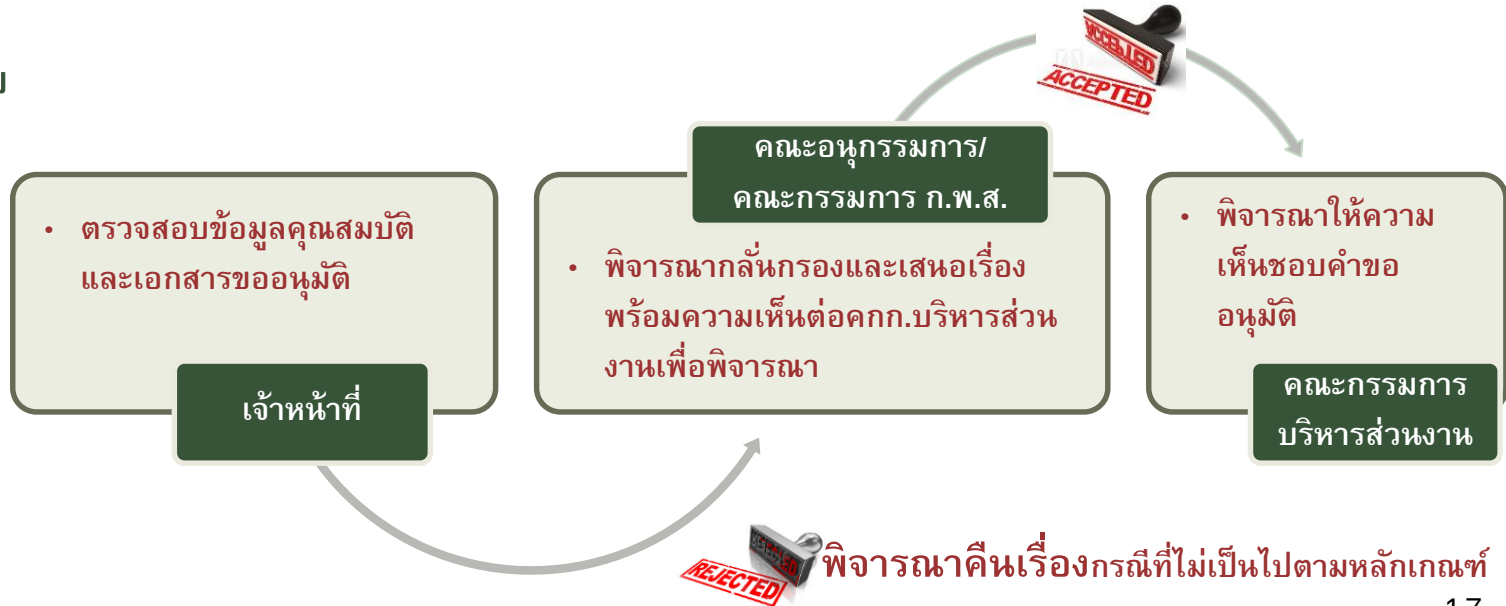 ACCEPTED
ACCEPTED
คณะอนุกรรมการ/
คณะกรรมการ ก.พ.ส.
• ตรวจสอบข้อมูลคุณสมบัติ
และเอกสารขออนุมัติ
เจ้าหน้าที่
• พิจารณากลั่นกรองและเสนอเรื่อง
พร้อมความเห็นต่อคกก.บริหารส่วน
งานเพื่อพิจารณา
• พิจารณาให้ความ
เห็นชอบคำขอ
อนุมัติ
คณะกรรมการ
บริหารส่วนงาน
REJECTED
REJECTED
พิจารณาคืนเรื่องกรณีที่ไม่เป็นไปตามหลักเกณฑ์
17